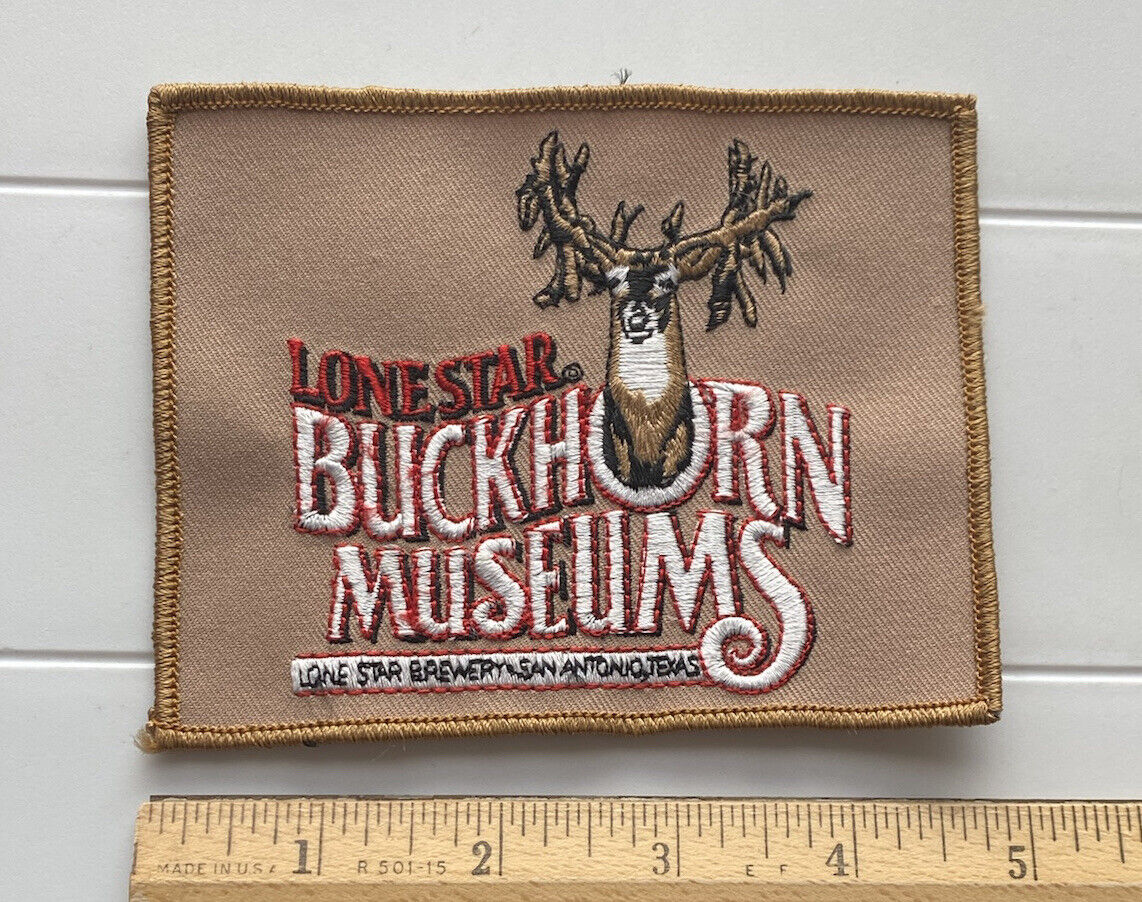 LONE STAR®
BUCKHORN
MUSEUMS
LONE STAR BREWERY • SAN ANTONIO, TEXAS
1 2 3 4 5
MADE IN U.S.A R 501-15 E F